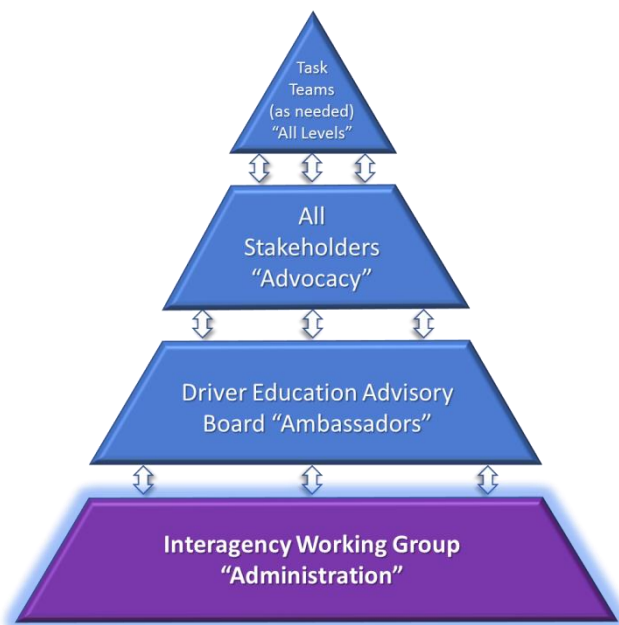 Task
Teams
(as needed)
“All Levels”
All
Stakeholders
“Advocacy”
Driver Education Advisory
Board “Ambassadors”
Interagency Working Group
“Administration”